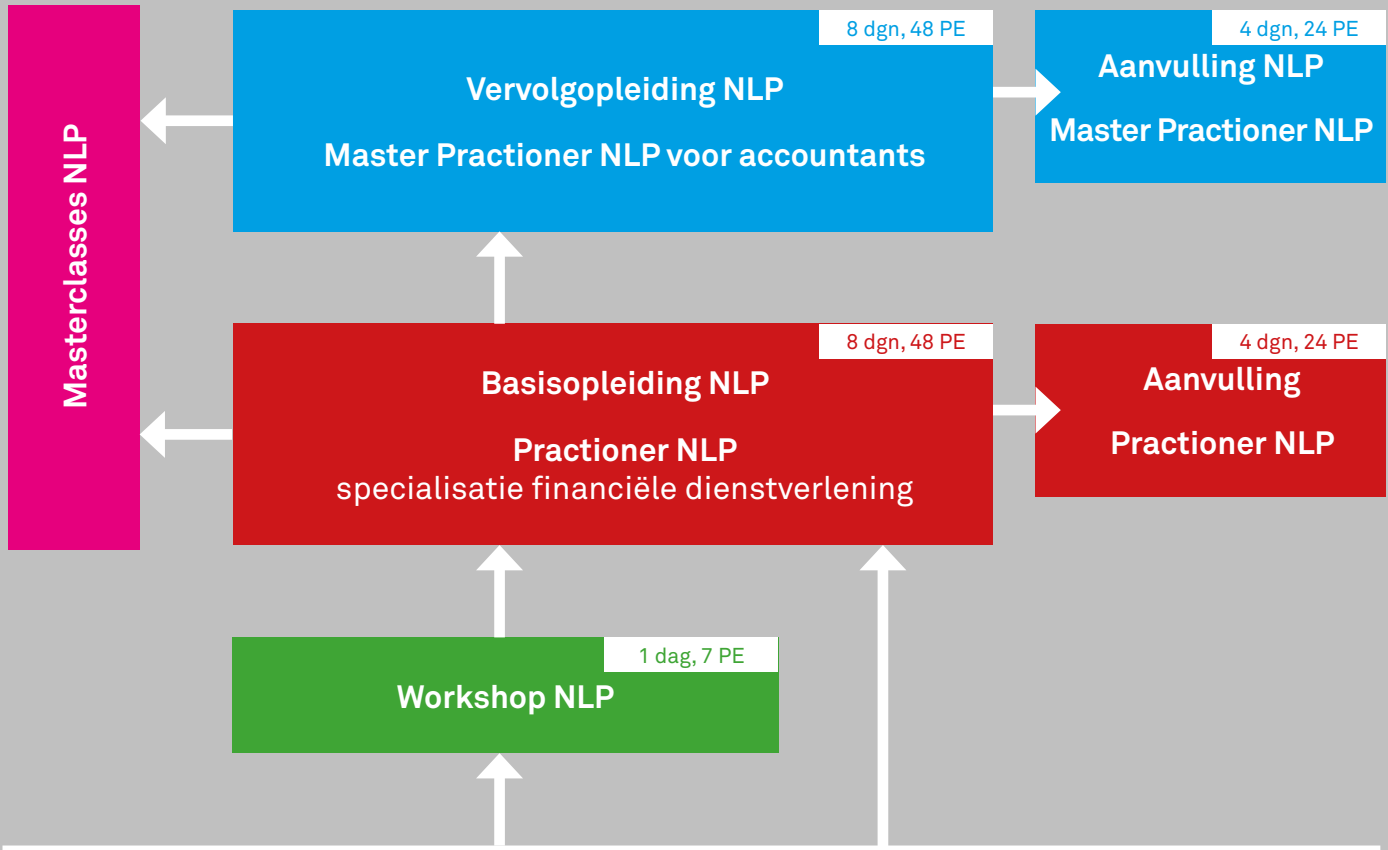 Masterclasses NLP
8 dgn, 48 PE
Vervolgopleiding NLP
Master Practioner NLP voor accountants
4 dgn, 24 PE
Aanvulling NLP
Master Practioner NLP
8 dgn, 48 PE
Basisopleiding NLP
Practioner NLP
specialisatie financiële dienstverlening
4 dgn, 24 PE
Aanvulling
Practioner NLP
1 dag, 7 PE
Workshop NLP